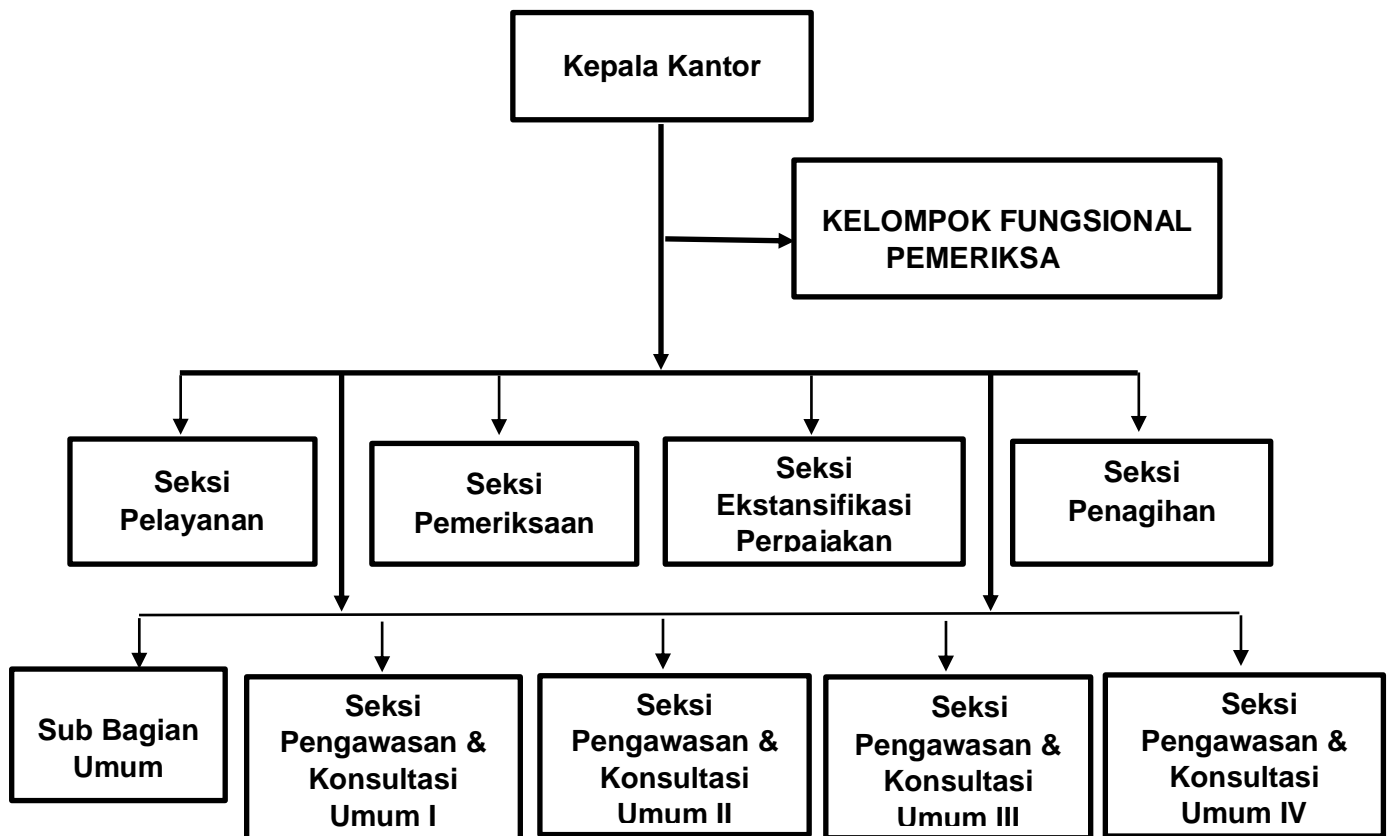 Kepala Kantor
KELOMPOK FUNGSIONAL
PEMERIKSA
Seksi
Pelayanan
Seksi
Pemeriksaan
Seksi
Ekstansifikasi
Perpajakan
Seksi
Penagihan
Sub Bagian
Umum
Seksi
Pengawasan &
Konsultasi
Umum I
Seksi
Pengawasan &
Konsultasi
Umum II
Seksi
Pengawasan &
Konsultasi
Umum III
Seksi
Pengawasan &
Konsultasi
Umum IV